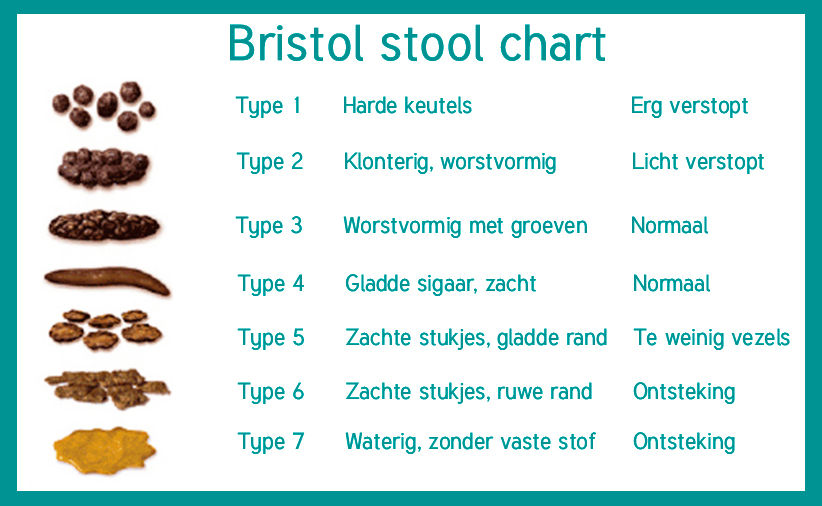 Bristol stool chart
Type 1 Harde keutels Erg verstopt
Type 2 Klonterig, worstvormig Licht verstopt
Type 3 Worstvormig met groeven Normaal
Type 4 Gladde sigaar, zacht Normaal
Type 5 Zachte stukjes, gladde rand Te weinig vezels
Type 6 Zachte stukjes, ruwe rand Ontsteking
Type 7 Waterig, zonder vaste stof Ontsteking